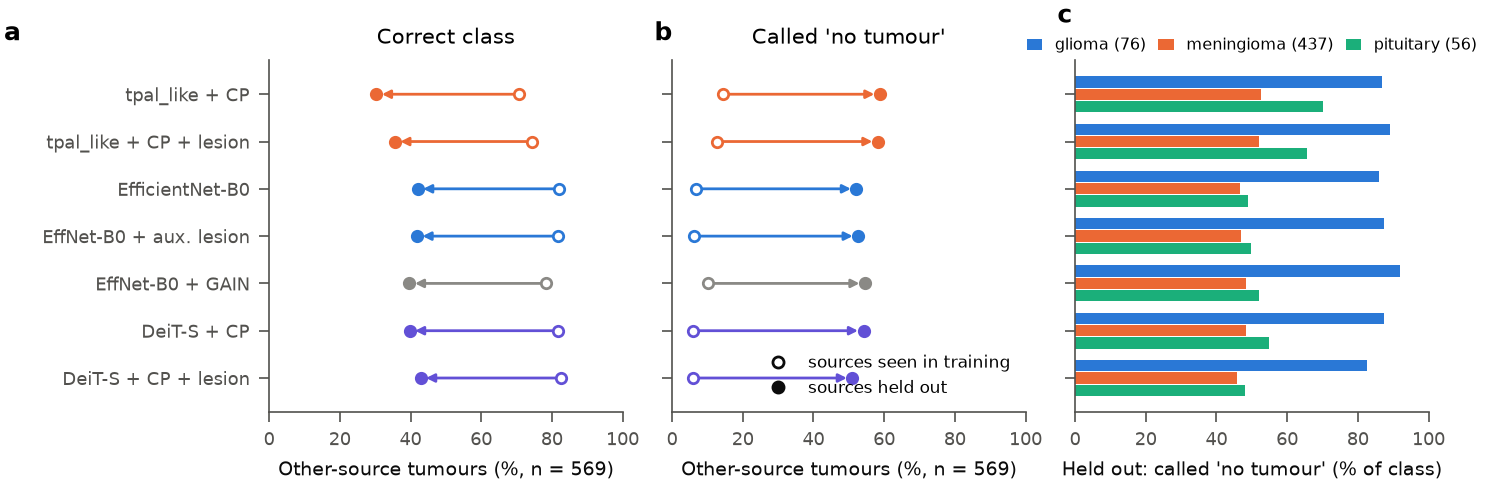 a
Correct class
tpal_like + CP
tpal_like + CP + lesion
EfficientNet-B0
EffNet-B0 + aux. lesion
EffNet-B0 + GAIN
DeiT-S + CP
DeiT-S + CP + lesion
0 20 40 60 80 100
Other-source tumours (%, n = 569)
b
Called 'no tumour'
sources seen in training
sources held out
0 20 40 60 80 100
Other-source tumours (%, n = 569)
c
glioma (76) meningioma (437) pituitary (56)
0 20 40 60 80 100
Held out: called 'no tumour' (% of class)